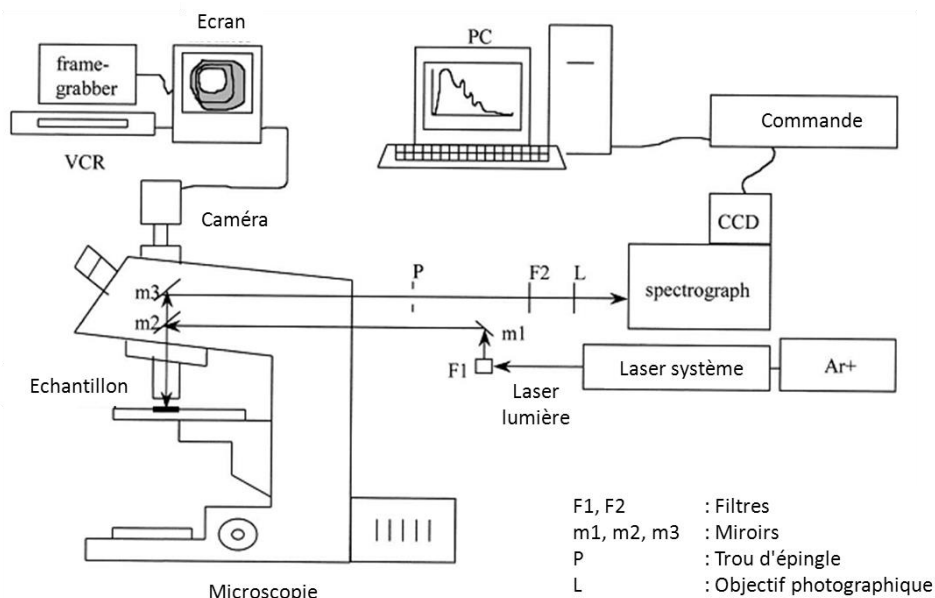 Ecran
PC
frame-
grabber
Commande
VCR
Caméra
CCD
P
F2
L
m3
spectrograph
m2
m1
F1
Laser système
Ar+
Echantillon
Laser
lumière
F1, F2 : Filtres
m1, m2, m3 : Miroirs
P : Trou d'épingle
L : Objectif photographique
Microscopie